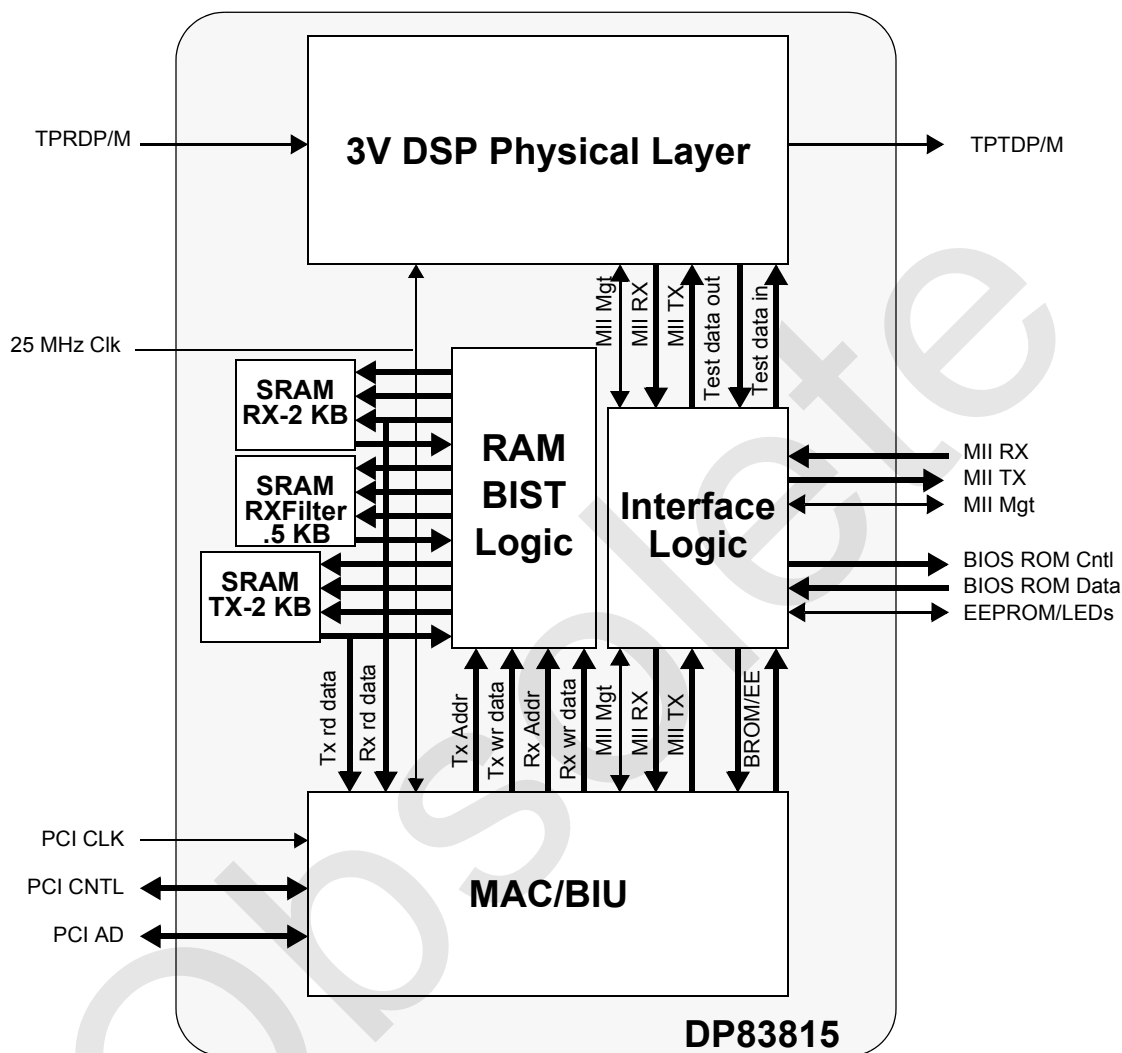 3V DSP Physical Layer
TPRDP/M
TPTDP/M
MII Mgt
MII RX
MII TX
Test data out
Test data in
25 MHz Clk
SRAM
RX-2 KB
SRAM
RXFilter
.5 KB
SRAM
TX-2 KB
RAM
BIST
Logic
Interface
Logic
MII RX
MII TX
MII Mgt
BIOS ROM Cntl
BIOS ROM Data
EEPROM/LEDs
Tx rd data
Rx rd data
Tx Addr
Tx wr data
Rx Addr
Rx wr data
MII Mgt
MII RX
MII TX
BROM/EE
PCI CLK
PCI CNTL
PCI AD
MAC/BIU
DP83815
Obsolete